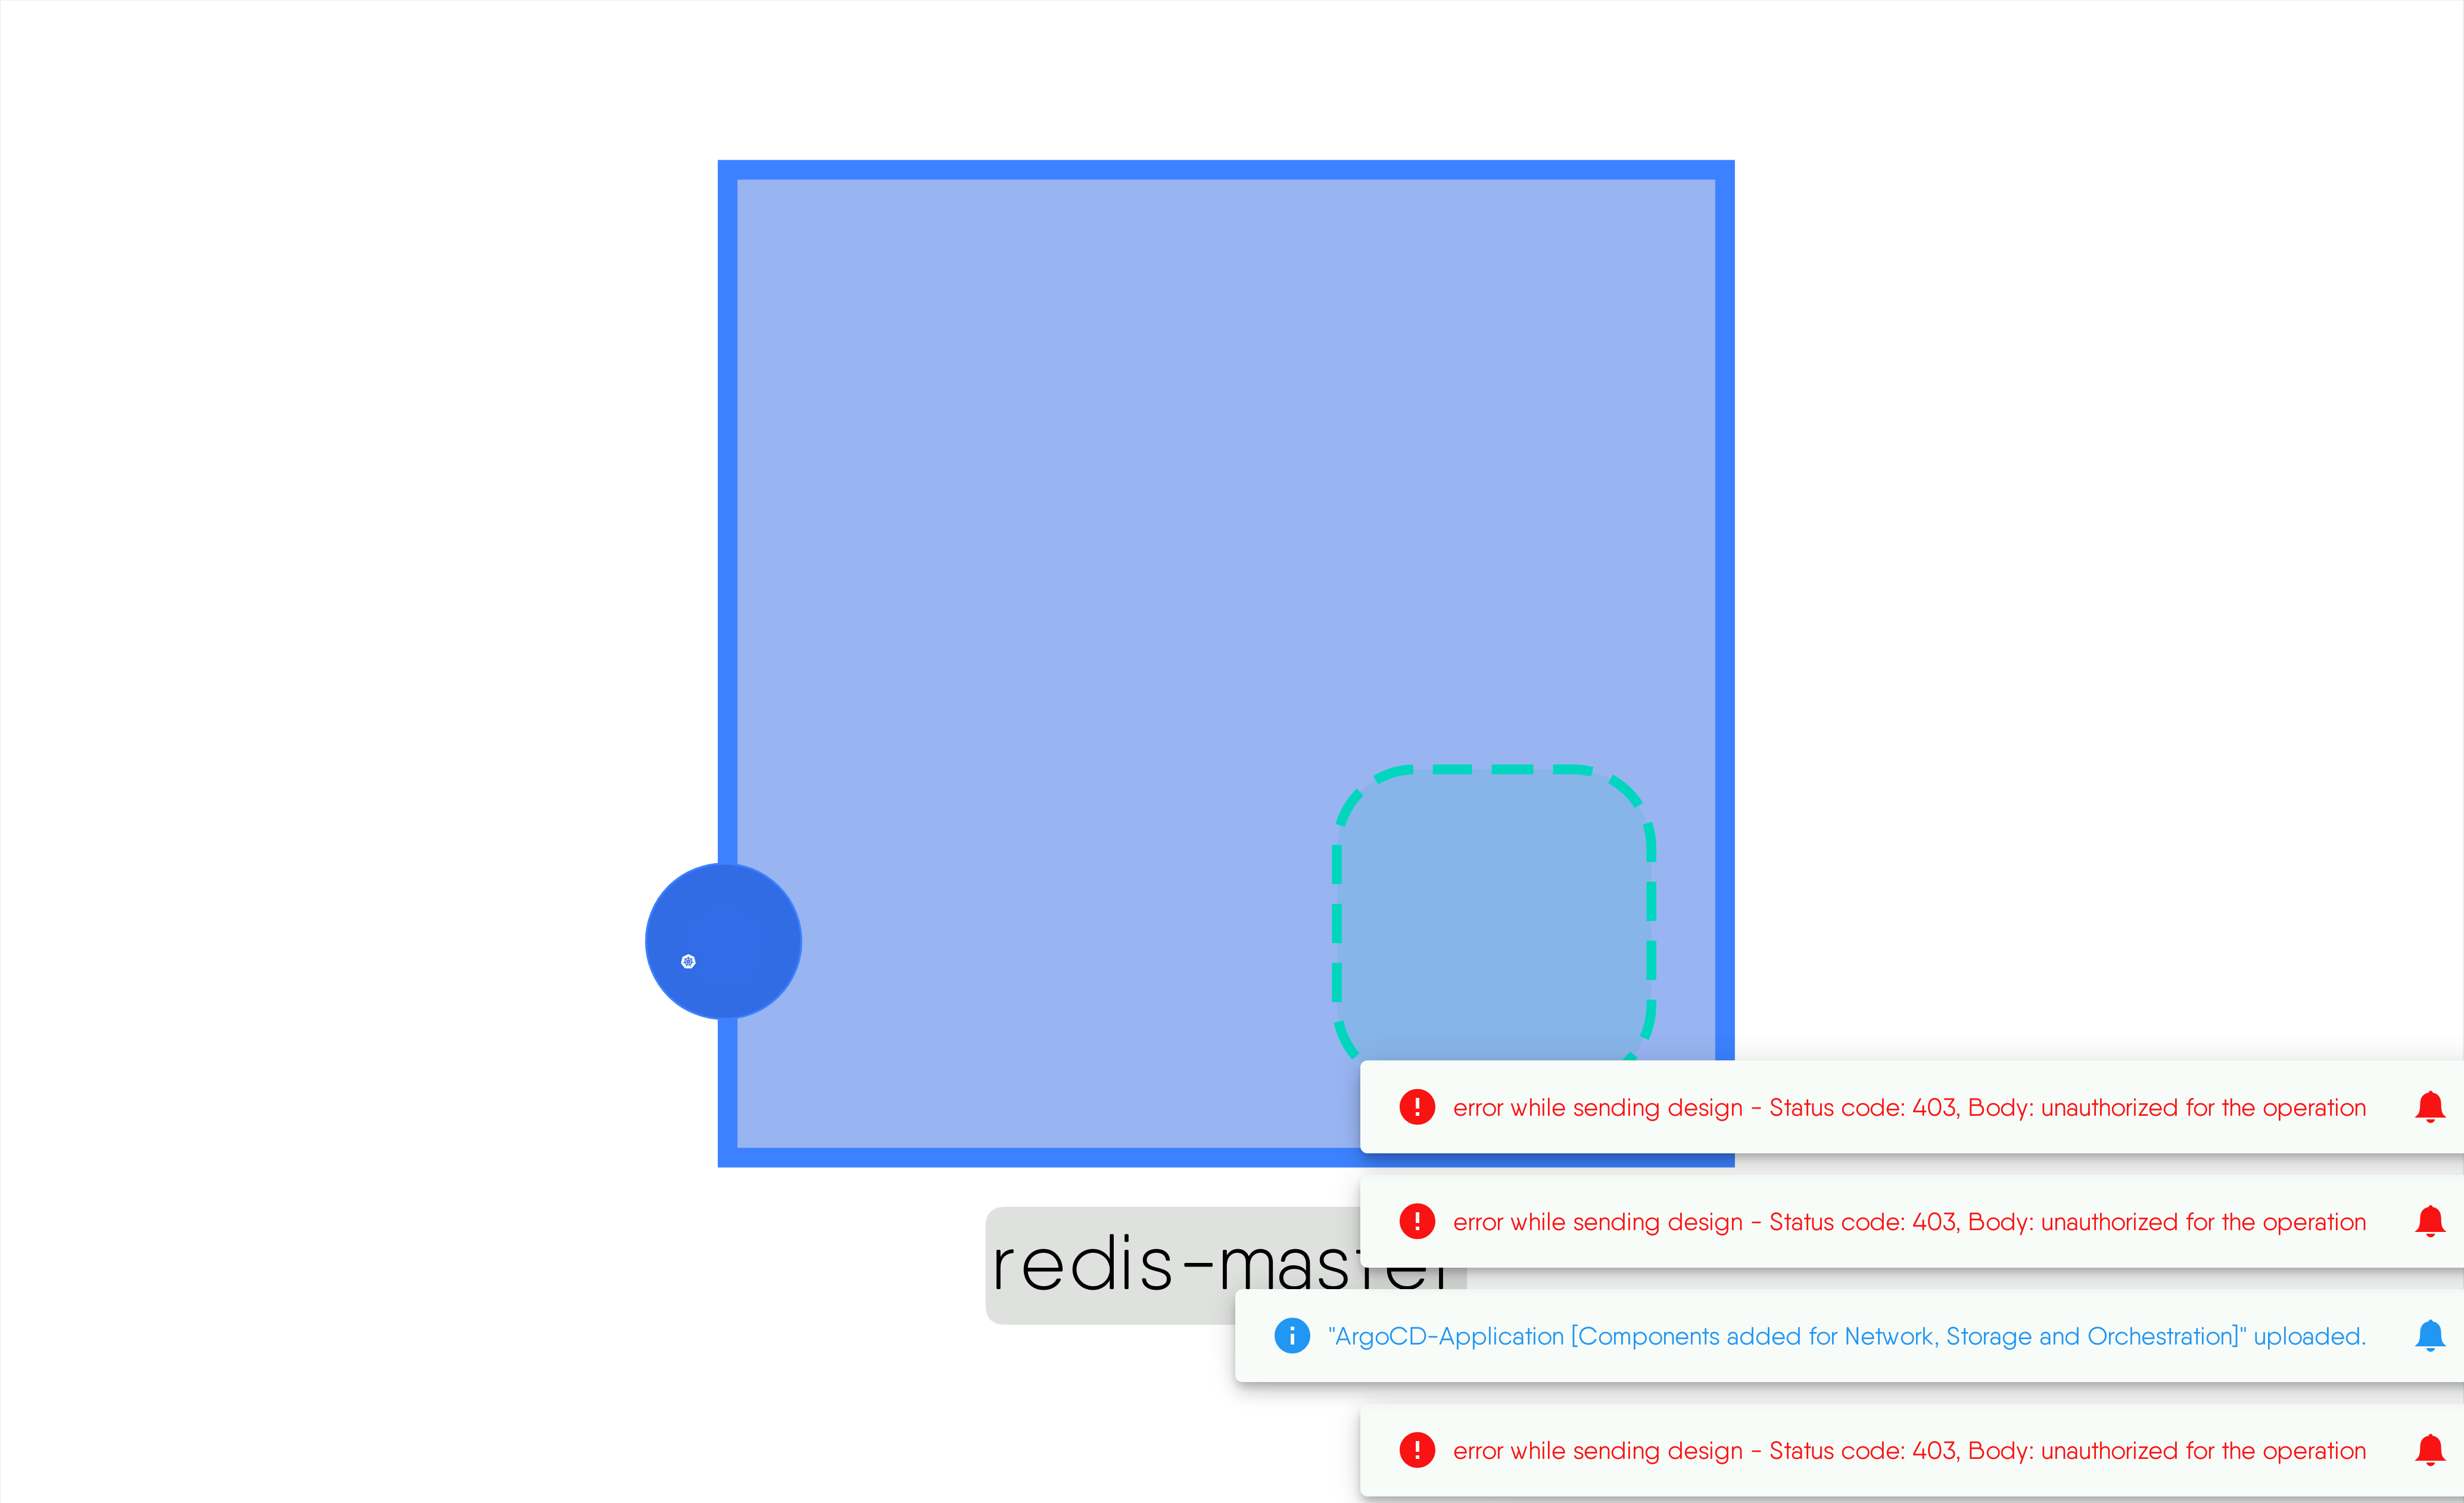 error while sending design - Status code: 403, Body: unauthorized for the operation
error while sending design - Status code: 403, Body: unauthorized for the operation
redis-master
"ArgoCD-Application [Components added for Network, Storage and Orchestration]" uploaded.
error while sending design - Status code: 403, Body: unauthorized for the operation